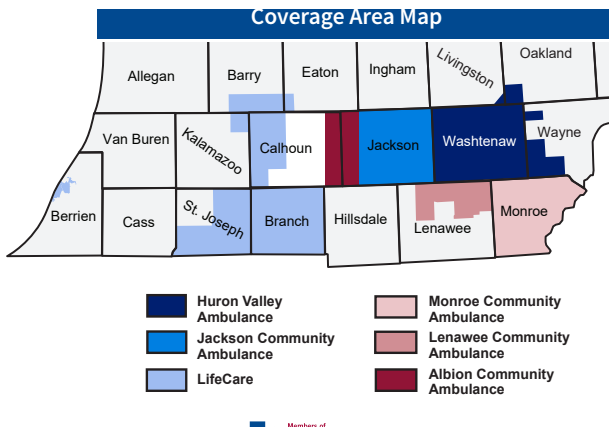 Coverage Area Map
Allegan
Barry
Eaton
Ingham
Livingston
Oakland
Van Buren
Kalamazoo
Calhoun
Jackson
Washtenaw
Wayne
Berrien
Cass
St. Joseph
Branch
Hillsdale
Lenawee
Monroe
Huron Valley
Ambulance
Jackson Community
Ambulance
LifeCare
Monroe Community
Ambulance
Lenawee Community
Ambulance
Albion Community
Ambulance
Members of